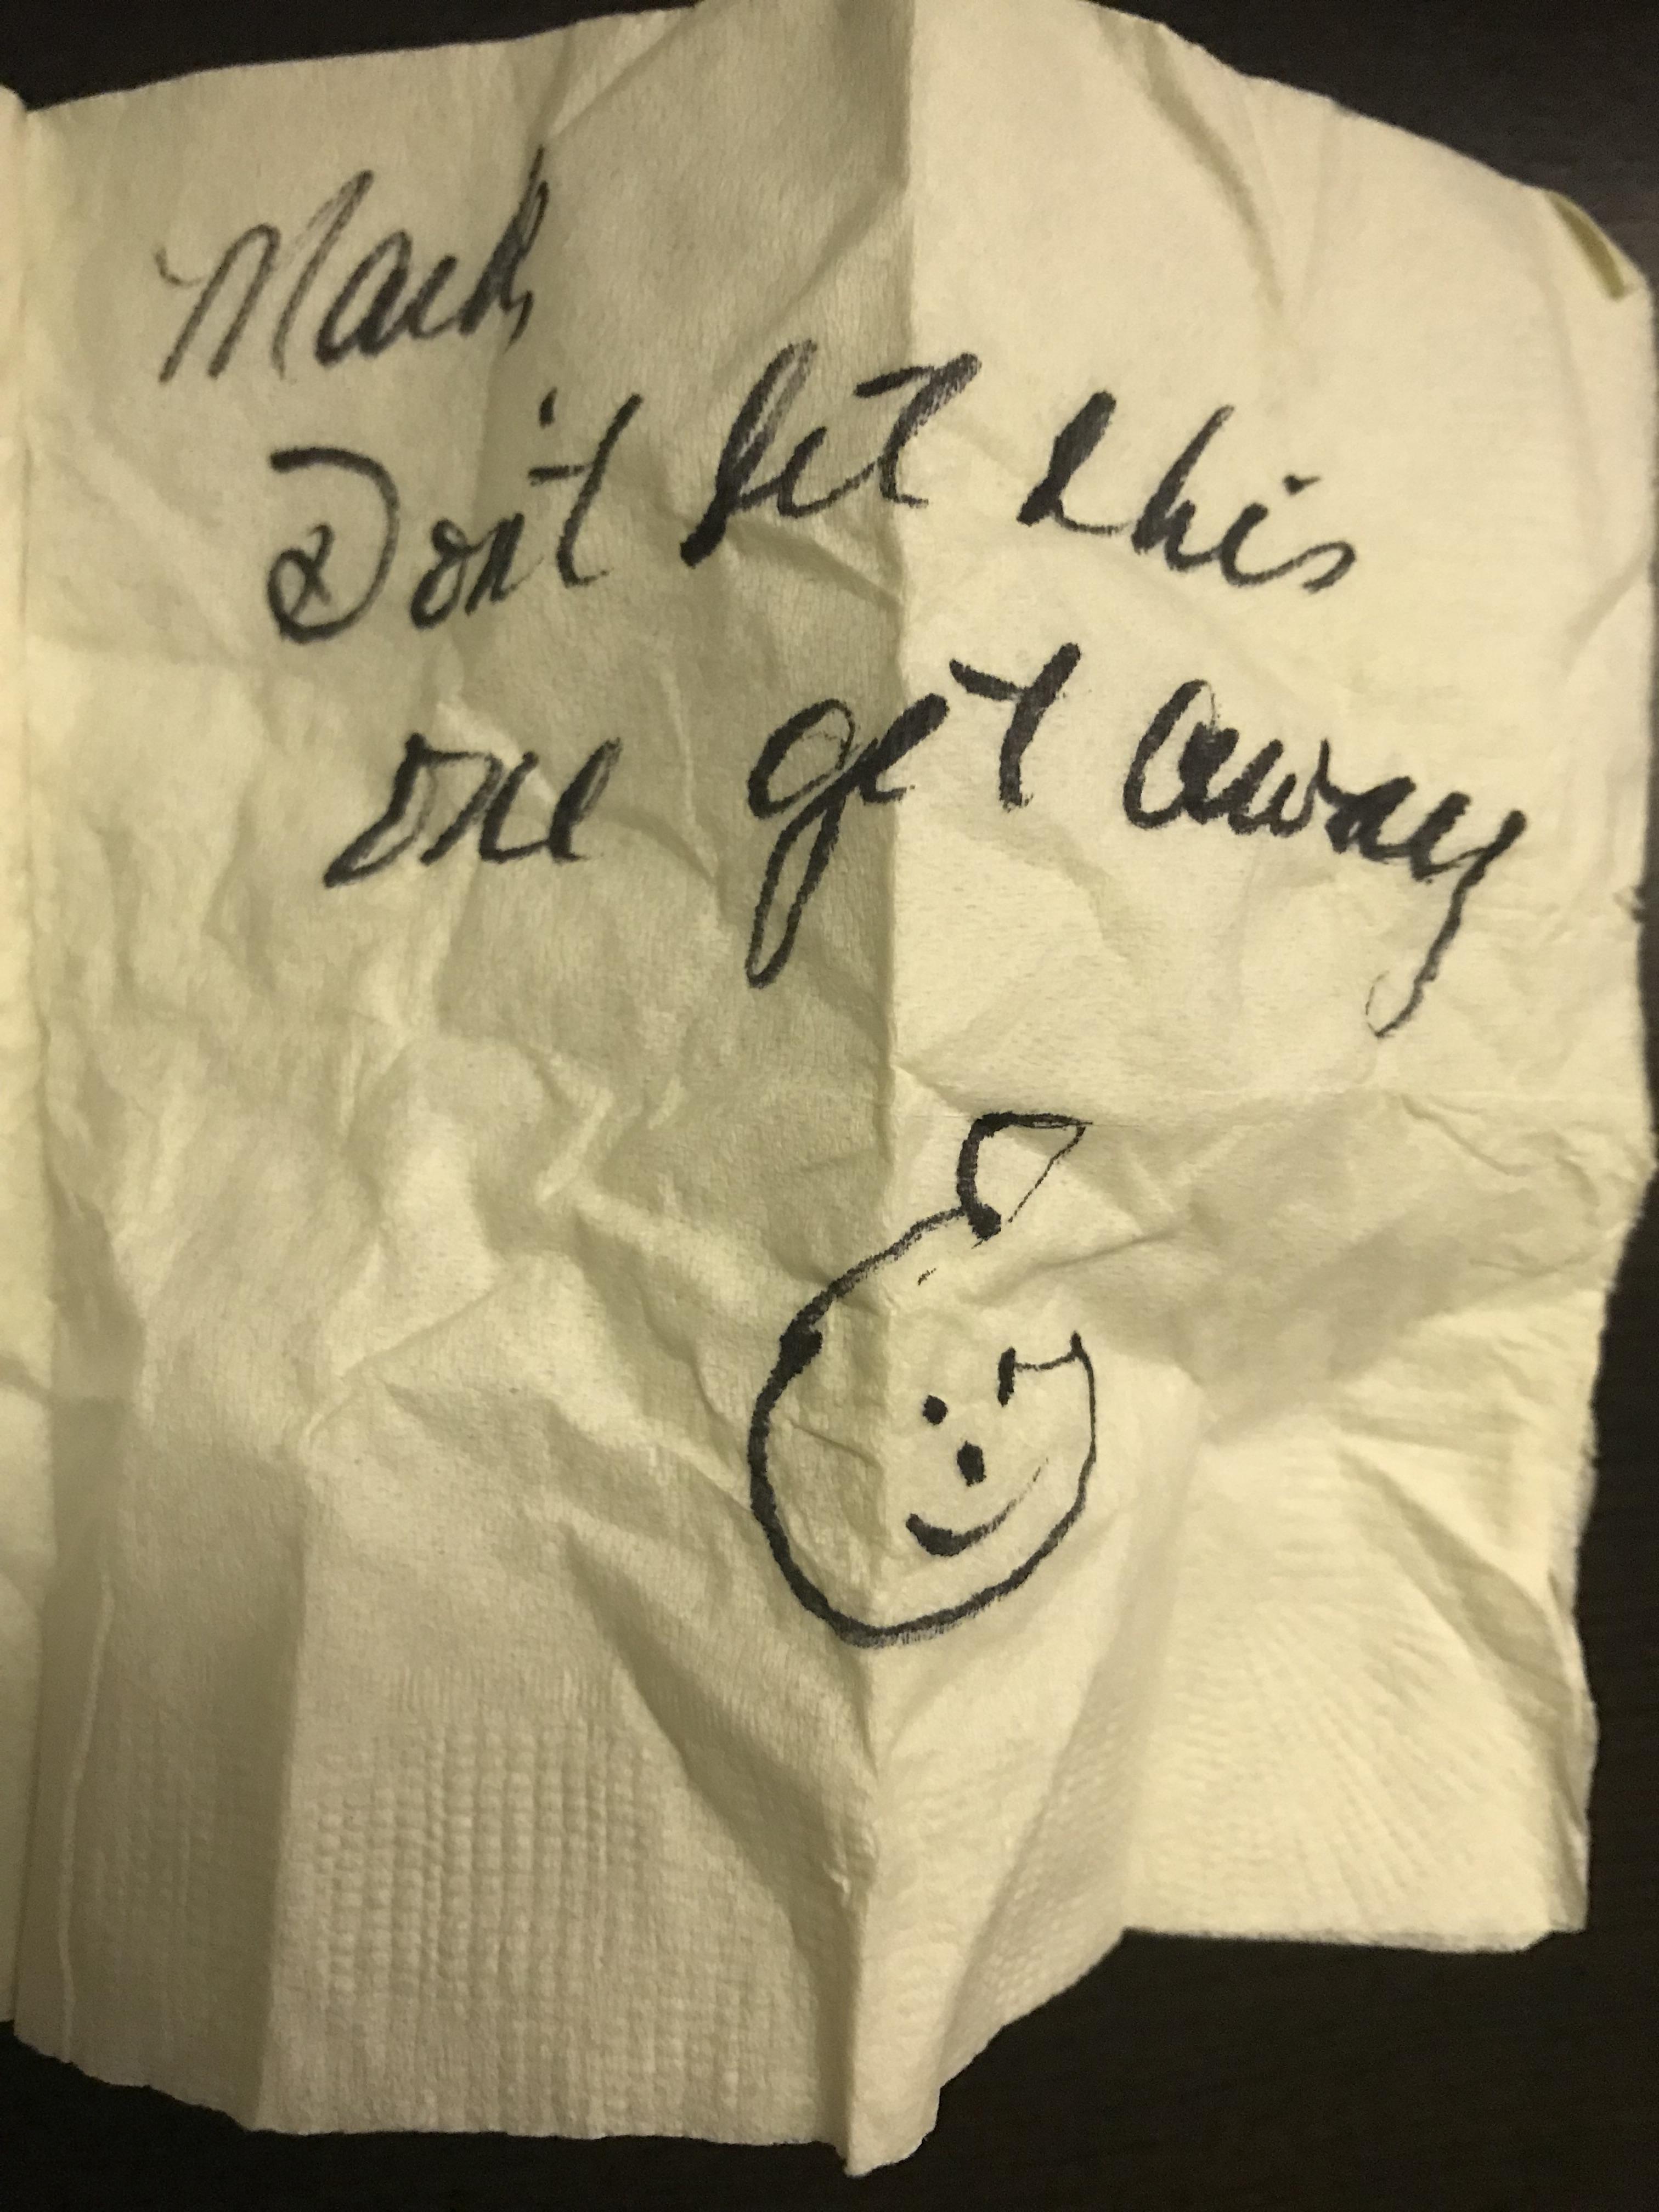 Mark,
Don't let this
one get away